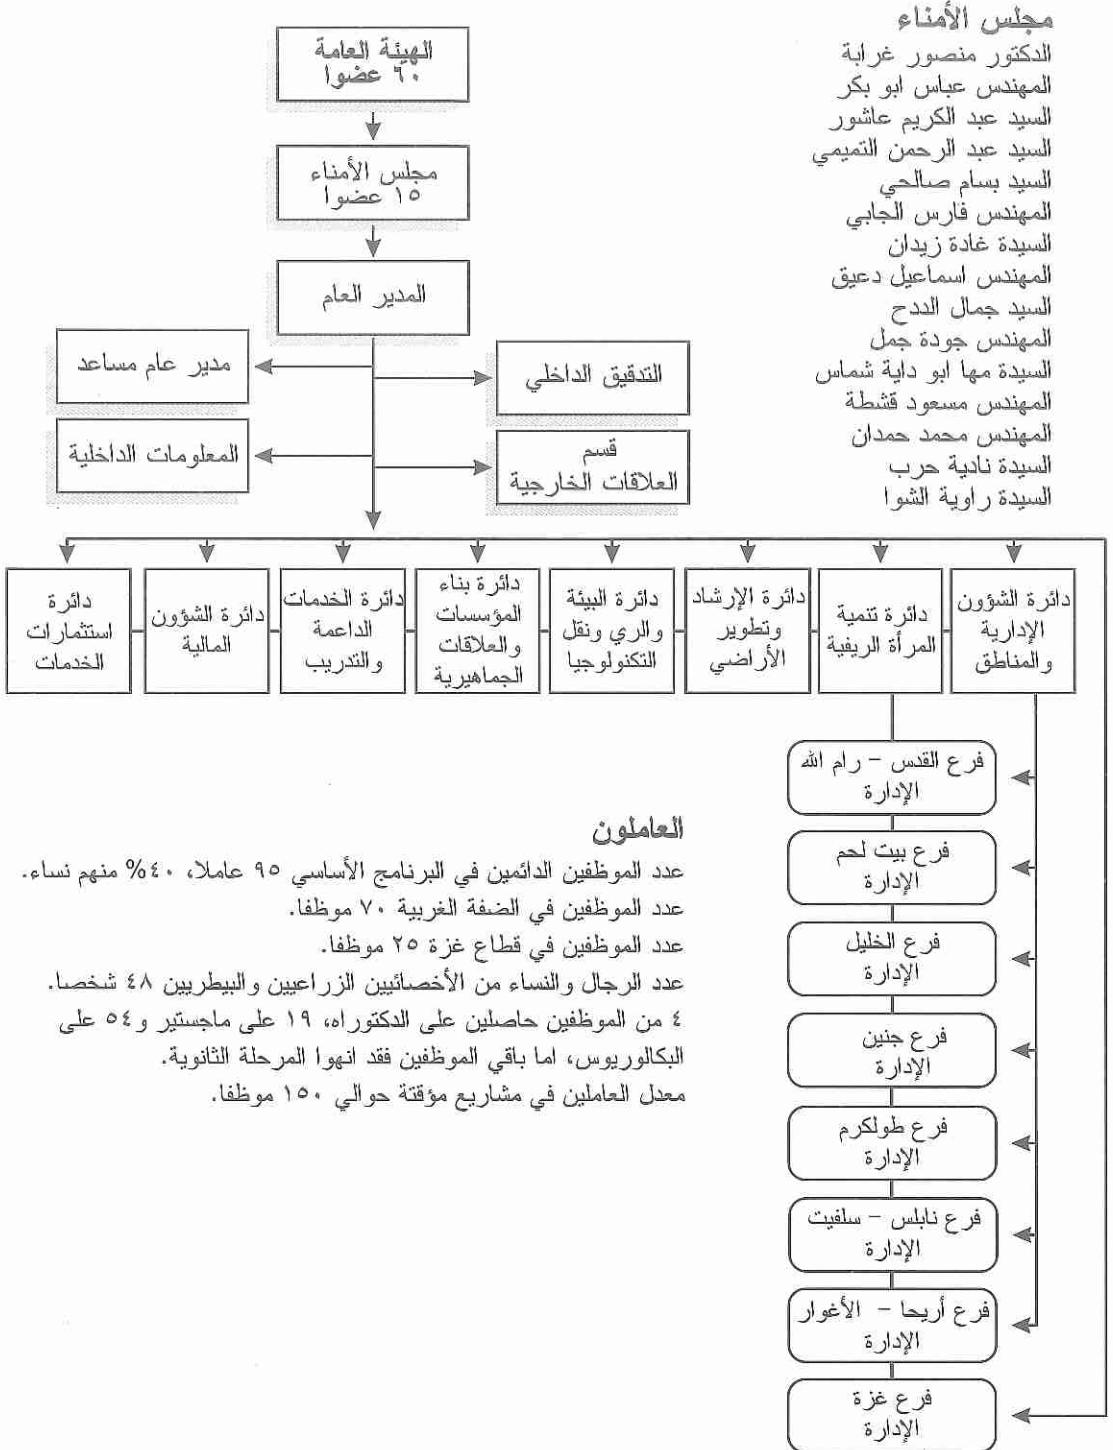 مجلس الأمناء
الدكتور منصور غرابة
المهندس عباس ابو بكر
السيد عبد الكريم عاشور
السيد عبد الرحمن التميمي
السيد بسام صالحي
المهندس فارس الجابي
السيدة غادة زيدان
المهندس اسماعيل دعيق
السيد جمال الددح
المهندس جودة جمل
السيدة مها ابو داية شماس
المهندس مسعود قشطة
المهندس محمد حمدان
السيدة نادية حرب
السيدة راوية الشوا
الهيئة العامة
٦٠ عضوا
مجلس الأمناء
١٥ عضوا
المدير العام
التدقيق الداخلي
مدير عام مساعد
قسم
العلاقات الخارجية
المعلومات الداخلية
دائرة الشؤون
الإدارية
والمناطق
دائرة تنمية
المرأة الريفية
دائرة الإرشاد
وتطوير
الأراضي
دائرة البيئة
والري ونقل
التكنولوجيا
دائرة بناء
المؤسسات
والعلاقات
الجماهيرية
دائرة الخدمات
الداعمة
والتدريب
دائرة الشؤون
المالية
دائرة
استثمارات
الخدمات
فرع القدس – رام الله
الإدارة
فرع بيت لحم
الإدارة
فرع الخليل
الإدارة
فرع جنين
الإدارة
فرع طولكرم
الإدارة
فرع نابلس – سلفيت
الإدارة
فرع أريحا – الأغوار
الإدارة
فرع غزة
الإدارة
العاملون
عدد الموظفين الدائمين في البرنامج الأساسي ٩٥ عاملا، ٤٠% منهم نساء.
عدد الموظفين في الضفة الغربية ٧٠ موظفا.
عدد الموظفين في قطاع غزة ٢٥ موظفا.
عدد الرجال والنساء من الأخصائيين الزراعيين والبيطريين ٤٨ شخصا.
٤ من الموظفين حاصلين على الدكتوراه، ١٩ على ماجستير و٥٤ على
البكالوريوس، اما باقي الموظفين فقد انهوا المرحلة الثانوية.
معدل العاملين في مشاريع مؤقتة حوالي ١٥٠ موظفا.